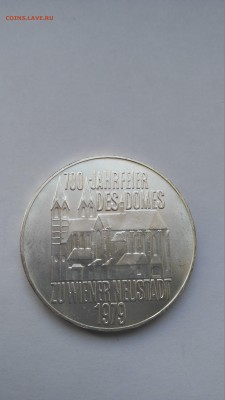 COINS.LAVE.RU
700-JAHRFEIER
DES-DOMES
ZU WIENER NEUSTADT
1979